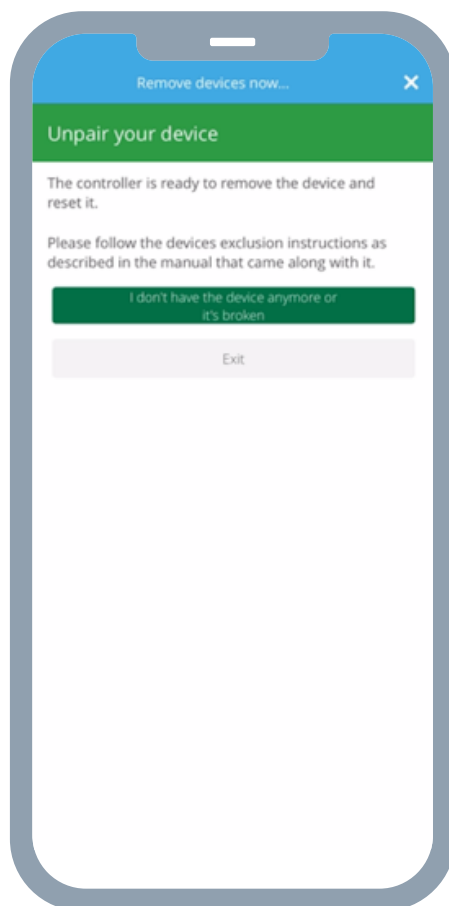 Remove devices now...
Unpair your device
The controller is ready to remove the device and
reset it.
Please follow the devices exclusion instructions as
described in the manual that came along with it.
I don't have the device anymore or
it's broken
Exit